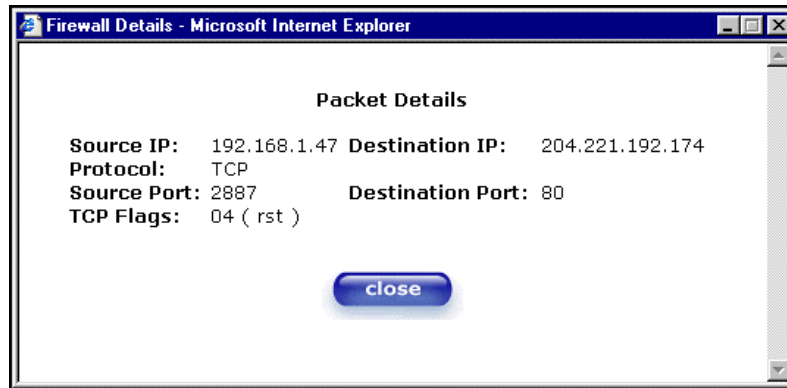 Firewall Details - Microsoft Internet Explorer
Packet Details
Source IP: 192.168.1.47 Destination IP: 204.221.192.174
Protocol: TCP
Source Port: 2887 Destination Port: 80
TCP Flags: 04 ( rst )
close